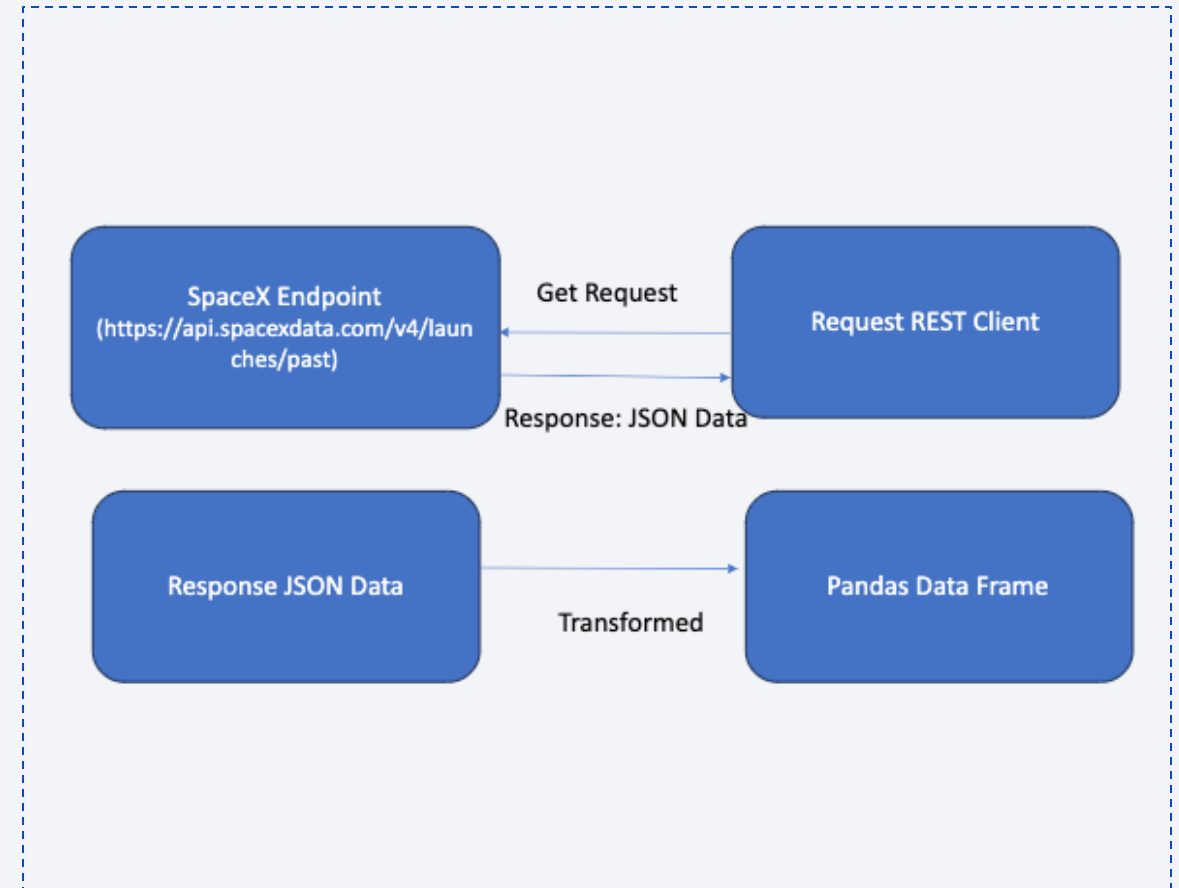 SpaceX Endpoint
(https://api.spacexdata.com/v4/laun
ches/past)
Get Request
Request REST Client
Response: JSON Data
Response JSON Data
Transformed
Pandas Data Frame